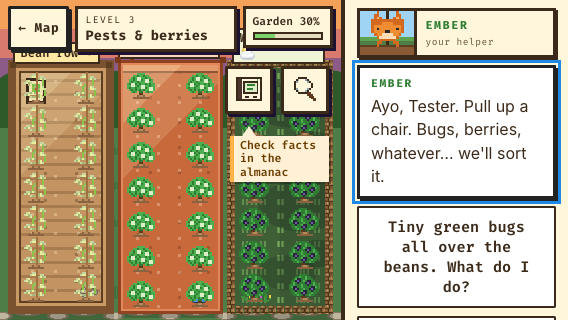 ← Map
LEVEL 3
Pests & berries
Garden 30%
Bean row
Check facts
in the
almanac
EMBER
your helper
EMBER
Ayo, Tester. Pull up a
chair. Bugs, berries,
whatever... we'll sort
it.
Tiny green bugs
all over the
beans. What do I
do?